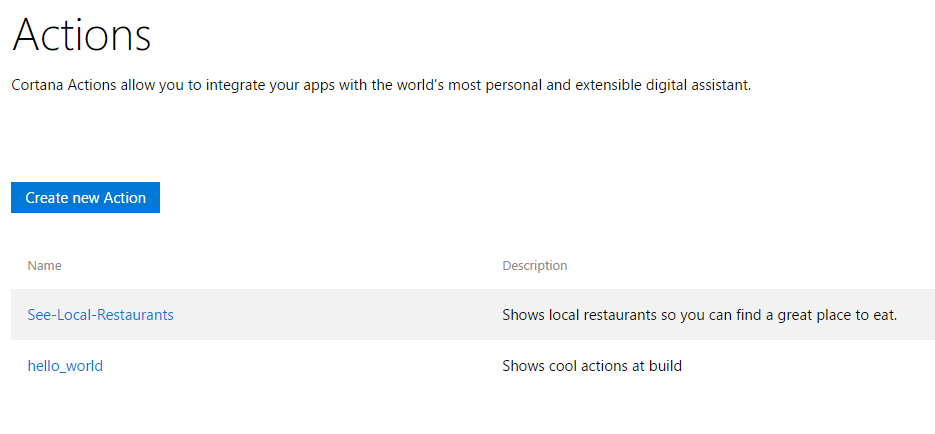 Actions
Cortana Actions allow you to integrate your apps with the world's most personal and extensible digital assistant.
Create new Action
Name Description
See-Local-Restaurants Shows local restaurants so you can find a great place to eat.
hello_world Shows cool actions at build